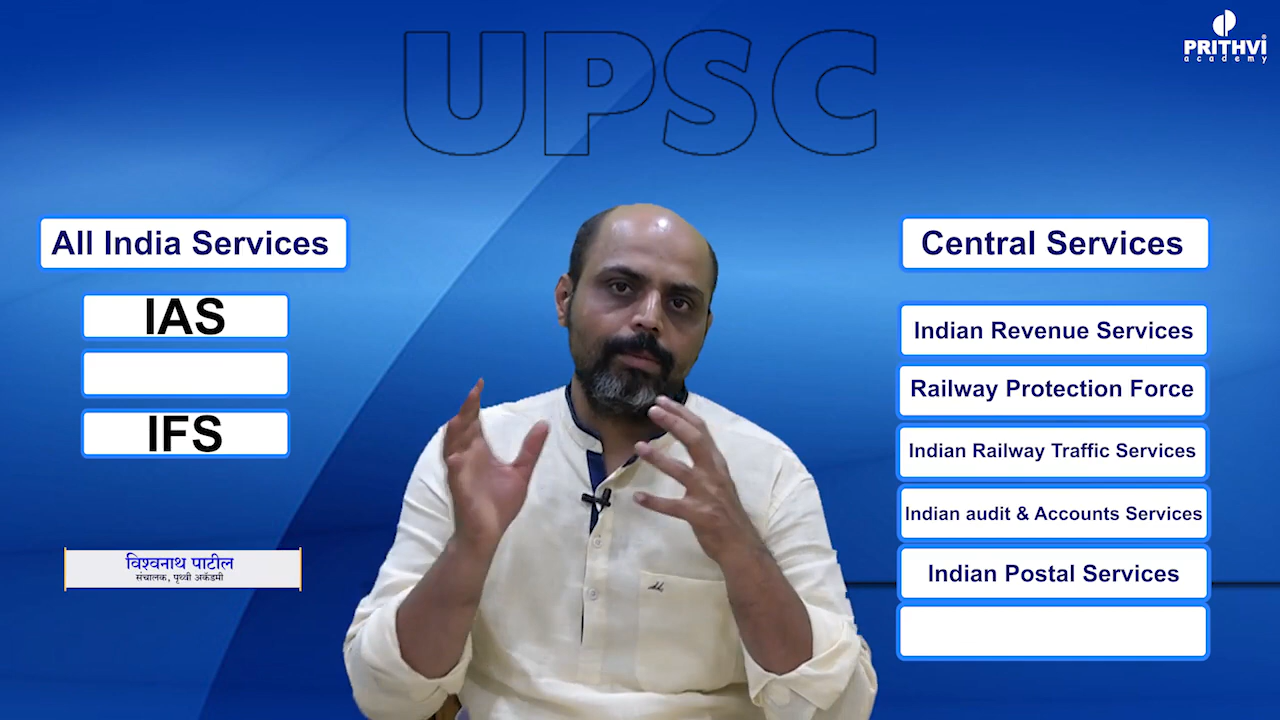 UPSC
PRITHVi
academy
All India Services
IAS
IFS
विश्वनाथ पाटील
संचालक, पृथ्वी अकॅडमी
Central Services
Indian Revenue Services
Railway Protection Force
Indian Railway Traffic Services
Indian audit & Accounts Services
Indian Postal Services